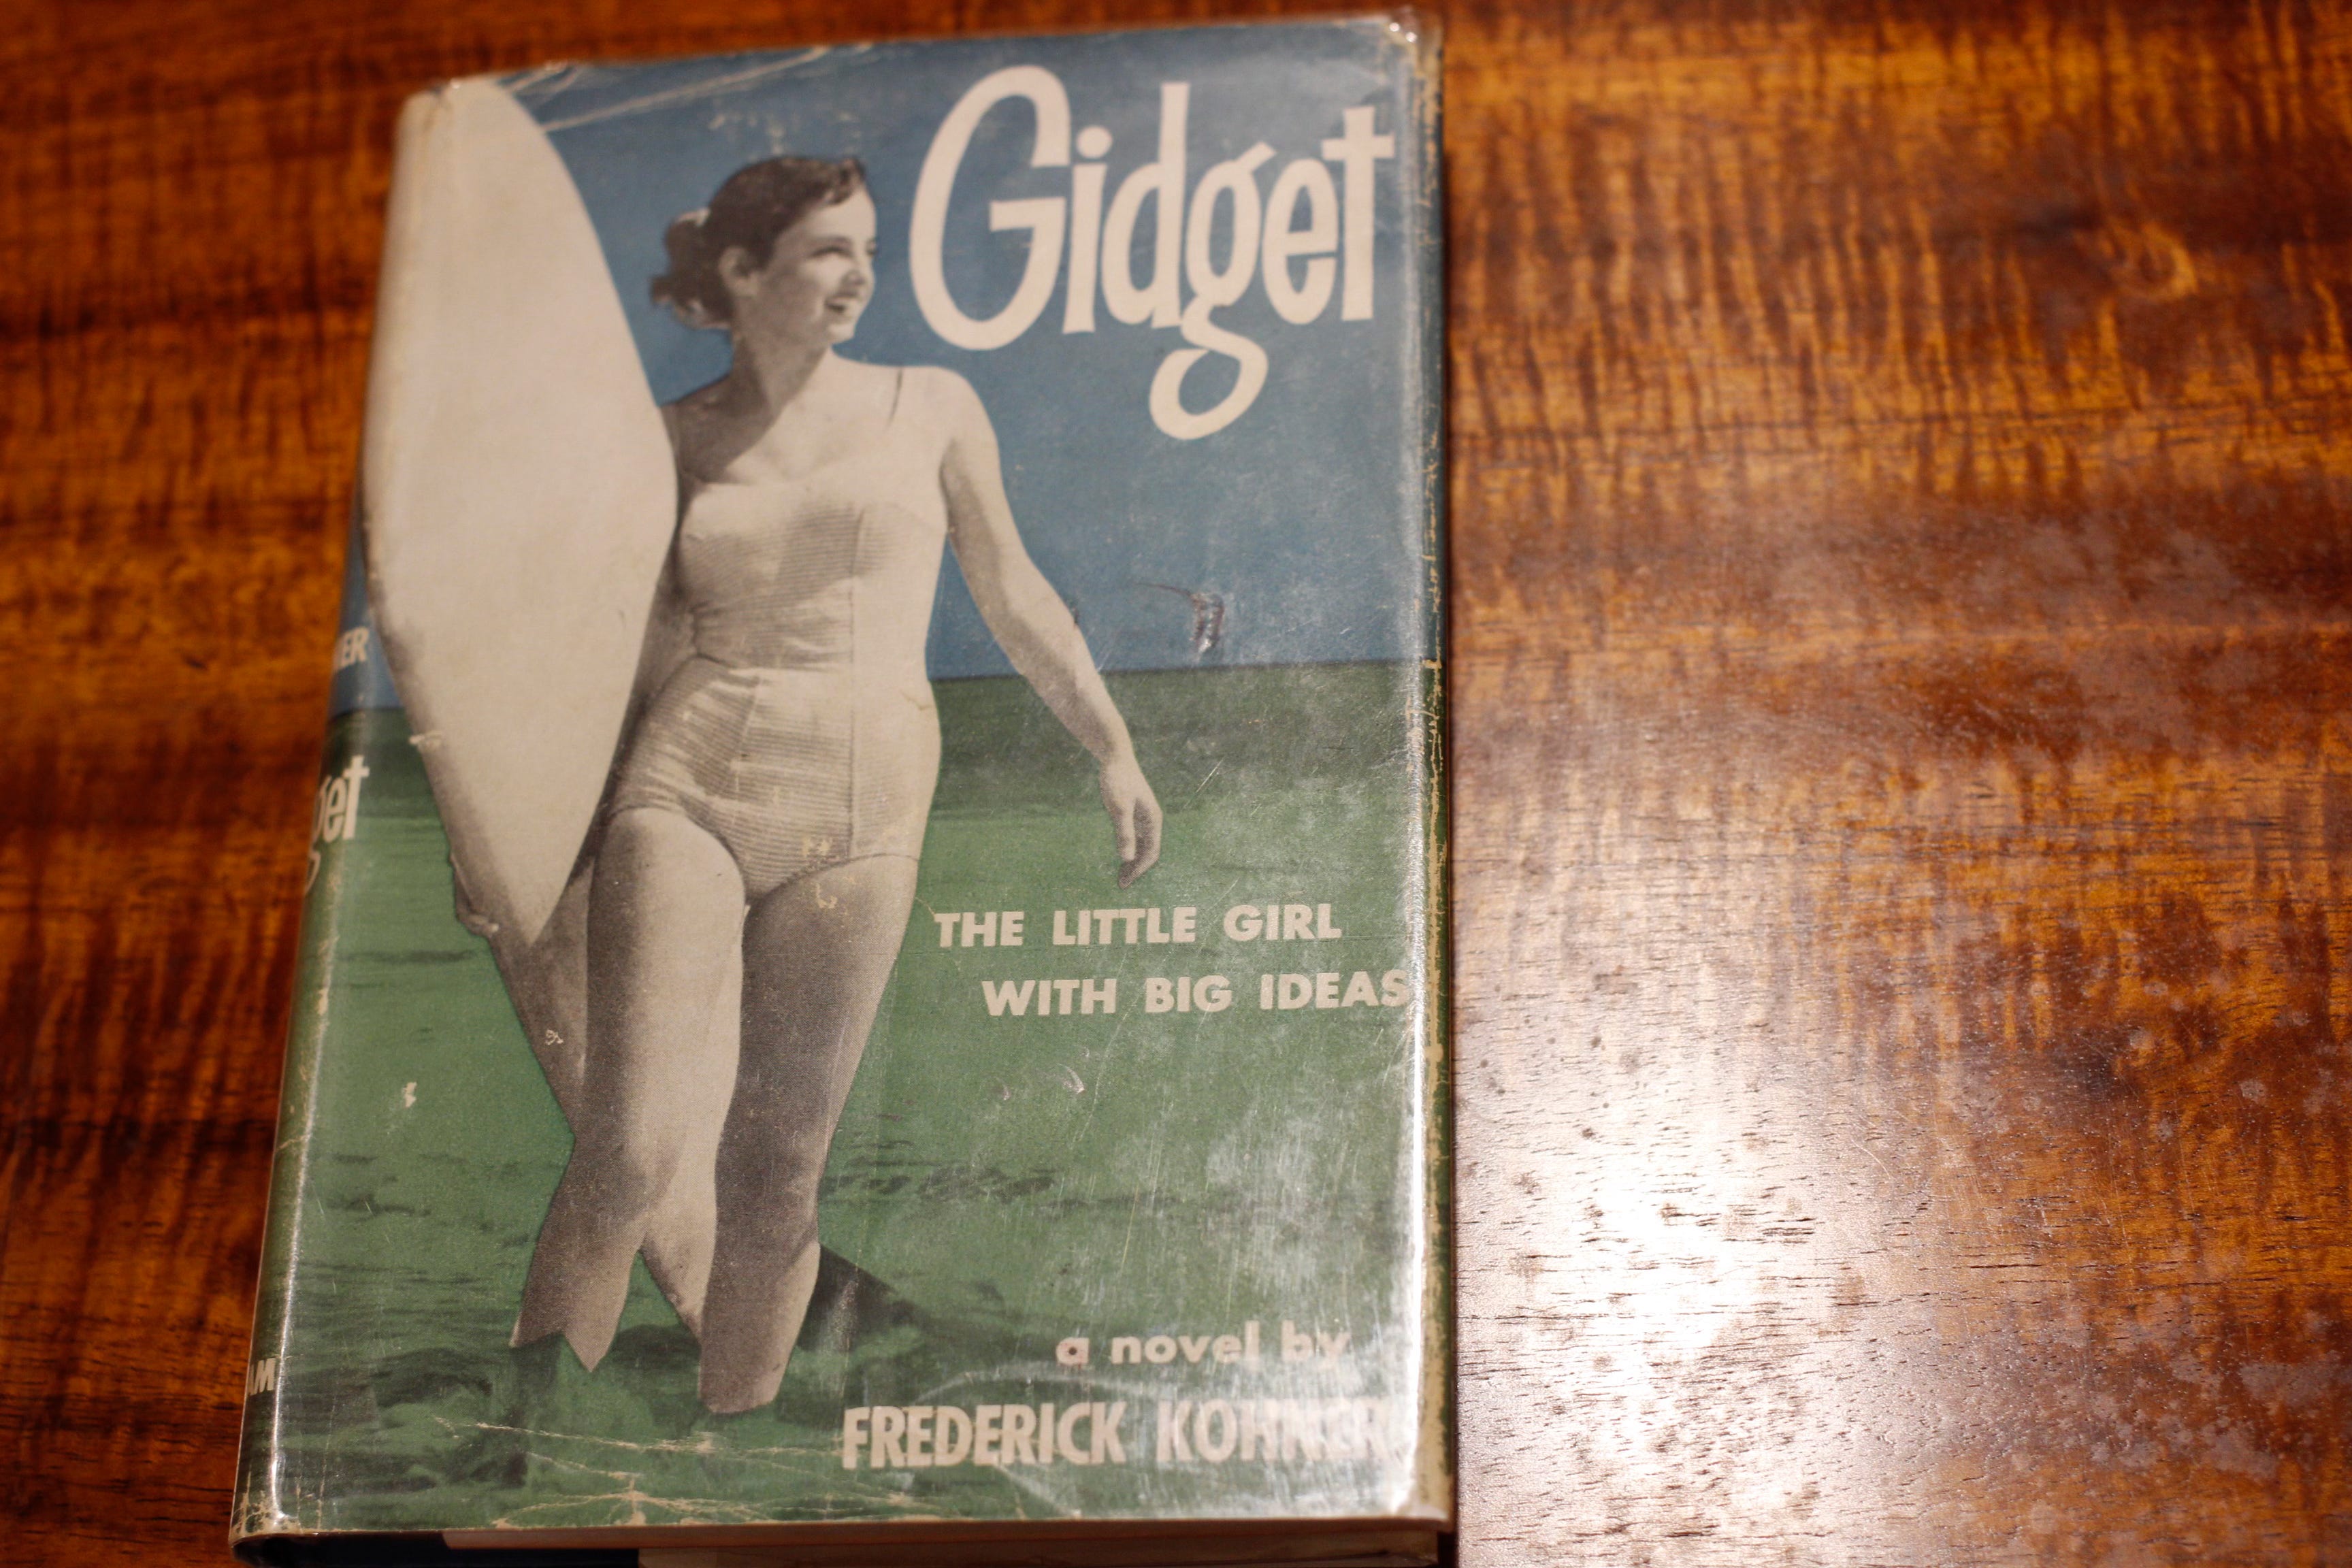 Gidget
THE LITTLE GIRL
WITH BIG IDEAS
a novel by
FREDERICK KOHNER